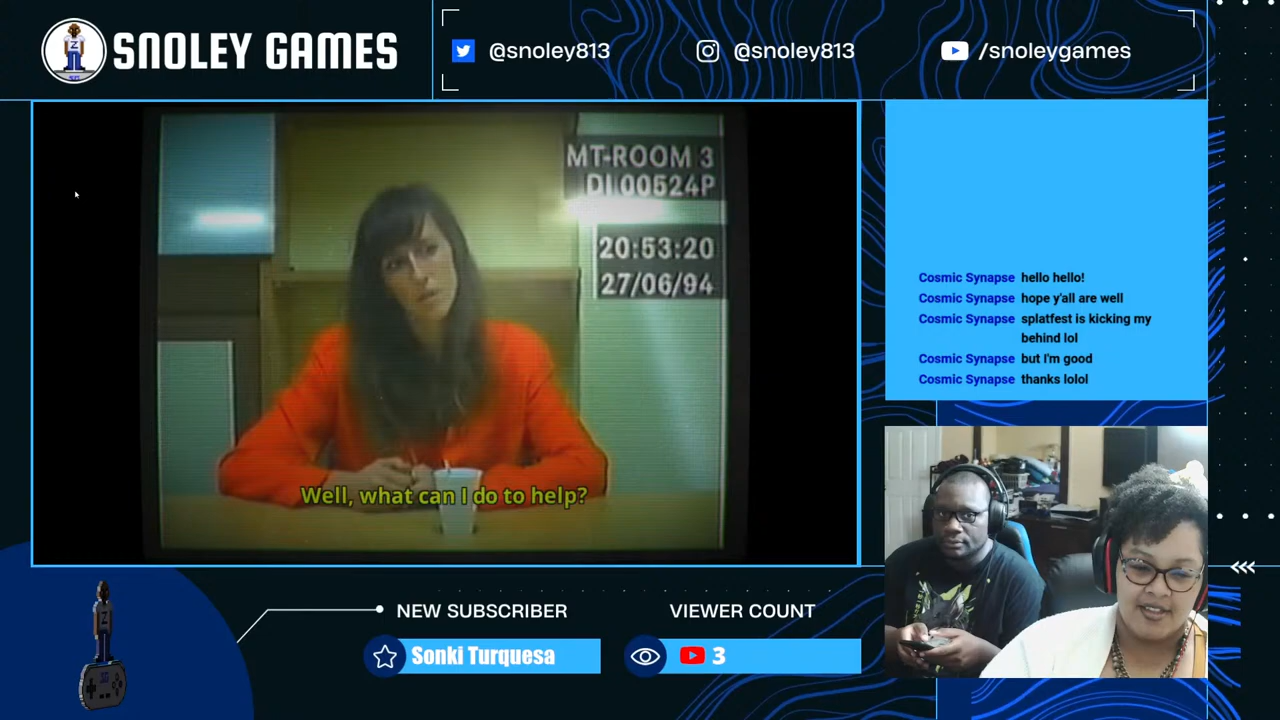 SNOLEY GAMES
@snoley813
@snoley813
/snoleygames
MT-ROOM 3
DI 00524P
20:53:20
27/06/94
Well, what can I do to help?
Cosmic Synapse hello hello!
Cosmic Synapse hope y'all are well
Cosmic Synapse splatfest is kicking my
behind lol
Cosmic Synapse but I'm good
Cosmic Synapse thanks lolol
NEW SUBSCRIBER
Sonki Turquesa
VIEWER COUNT
3